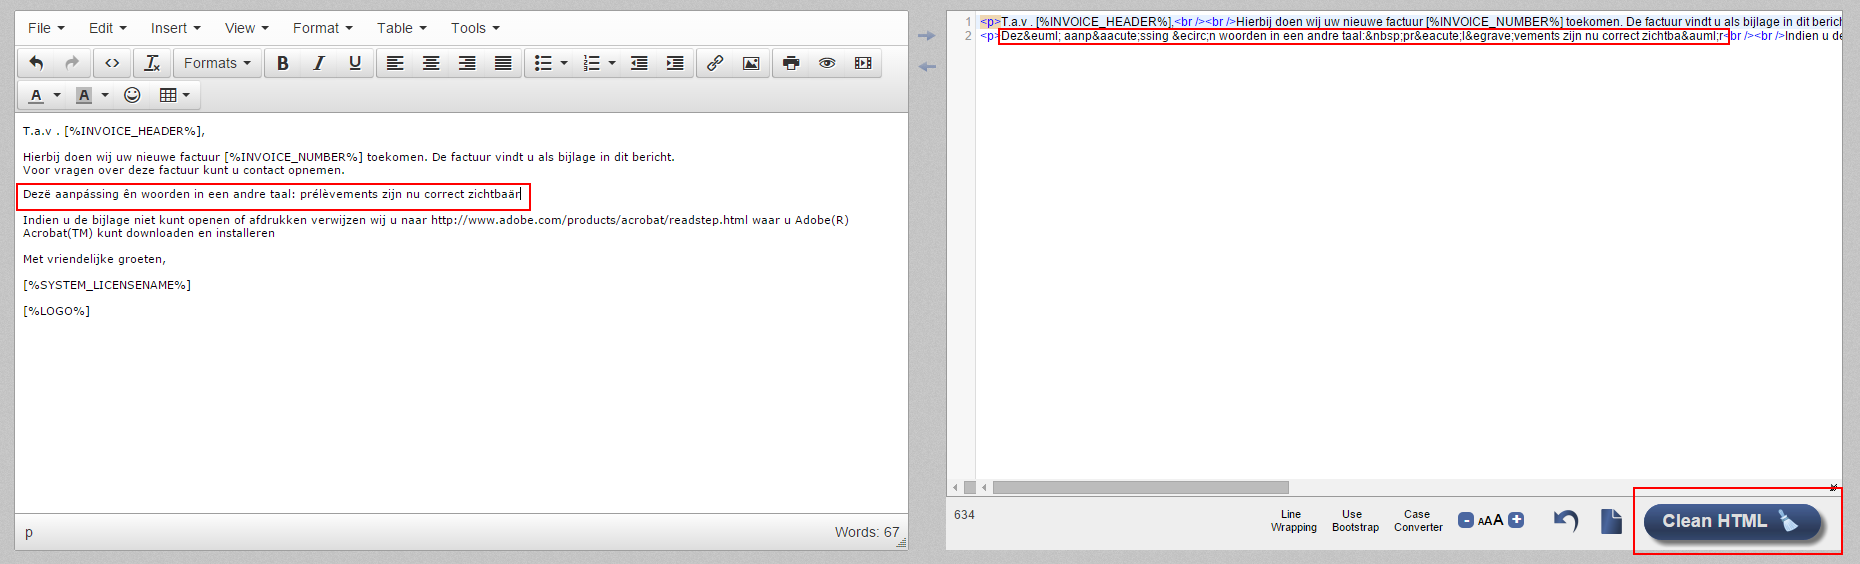 File Edit Insert View Format Table Tools
Formats B I U
A A
T.a.v . [%INVOICE_HEADER%],
Hierbij doen wij uw nieuwe factuur [%INVOICE_NUMBER%] toekomen. De factuur vindt u als bijlage in dit bericht.
Voor vragen over deze factuur kunt u contact opnemen.
Dezë aanpássing ên woorden in een andre taal: prélèvements zijn nu correct zichtbaär
Indien u de bijlage niet kunt openen of afdrukken verwijzen wij u naar http://www.adobe.com/products/acrobat/readstep.html waar u Adobe(R)
Acrobat(TM) kunt downloaden en installeren
Met vriendelijke groeten,
[%SYSTEM_LICENSENAME%]
[%LOGO%]
p Words: 67
1 <p>T.a.v . [%INVOICE_HEADER%],<br /><br />Hierbij doen wij uw nieuwe factuur [%INVOICE_NUMBER%] toekomen. De factuur vindt u als bijlage in dit berich
2 <p>Dez&euml; aanp&aacute;ssing &ecirc;n woorden in een andre taal:&nbsp;pr&eacute;l&egrave;vements zijn nu correct zichtba&auml;r<br /><br />Indien u de
634
Line
Wrapping
Use
Bootstrap
Case
Converter
- AAA +
Clean HTML